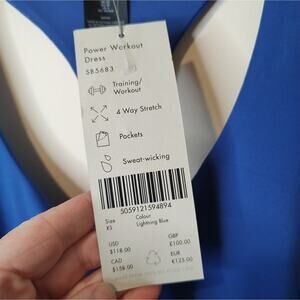 Power Workout
Dress
SB5683
Training/
Workout
4 Way Stretch
Pockets
Sweat-wicking
5059121594894
Size
XS
Colour
Lightning Blue
USD
$118.00
GBP
£100.00
CAD
$158.00
EUR
€125.00